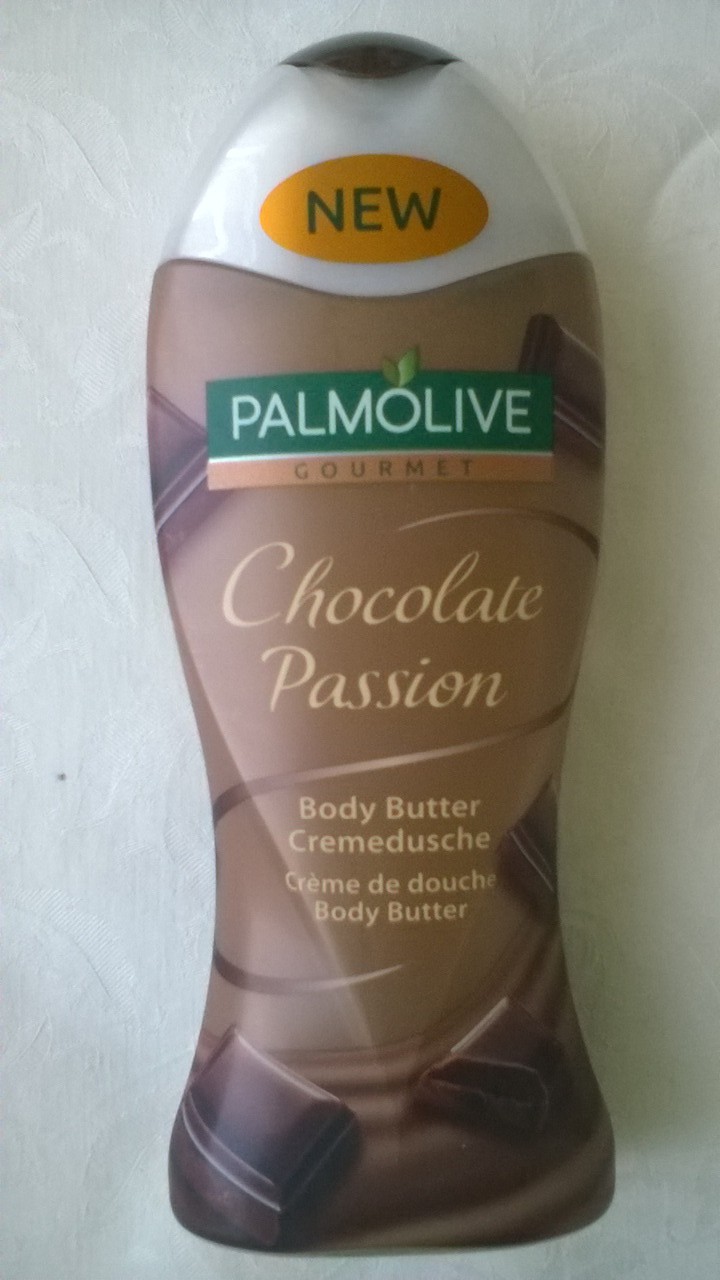 NEW
PALMOLIVE
GOURMET
Chocolate
Passion
Body Butter
Cremedusche
Crème de douche
Body Butter